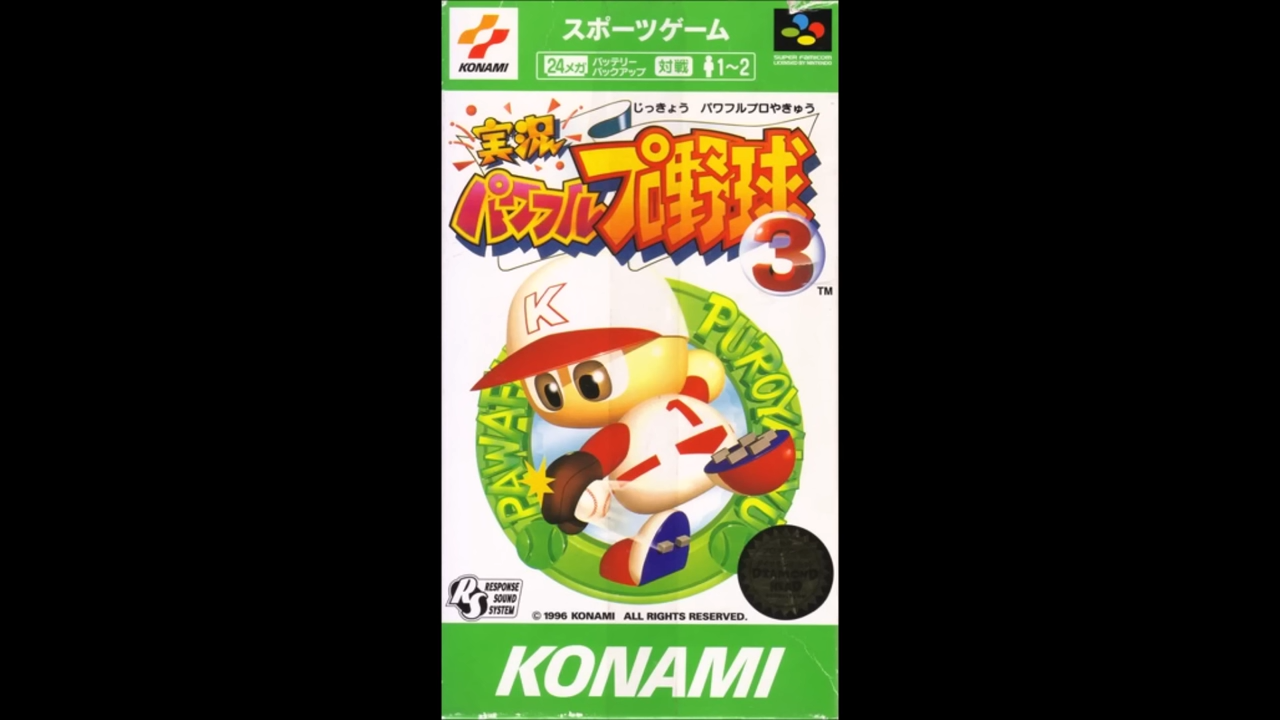 KONAMI
スポーツゲーム
24メガ
バッテリー
バックアップ
対戦
1〜2
SUPER FAMICOM
LICENSED BY NINTENDO
じっきょう パワフルプロやきゅう
実況
パワフル
プロ野球
3
TM
K
PUROYA
PAWAF
1
RS
RESPONSE
SOUND
SYSTEM
© 1996 KONAMI ALL RIGHTS RESERVED.
KONAMI